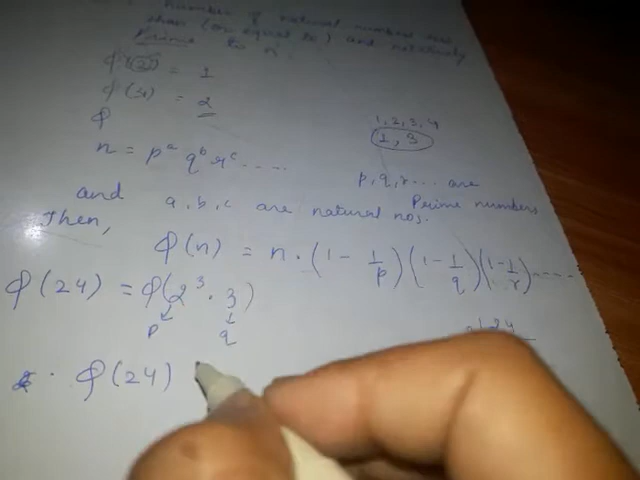 Number of natural numbers less
than (or equal to) and relatively
Prime to n
φ(2) = 1
φ(4) = 2
φ
1, 2, 3, 4
1, 3
n = p^a q^b r^c .....
p, q, r... are
Prime numbers
and a, b, c are natural nos.
Then,
φ(n) = n · (1 - 1/p)(1 - 1/q)(1 - 1/r).....
φ(24) = φ(2³ · 3)
p q
24
φ(24)